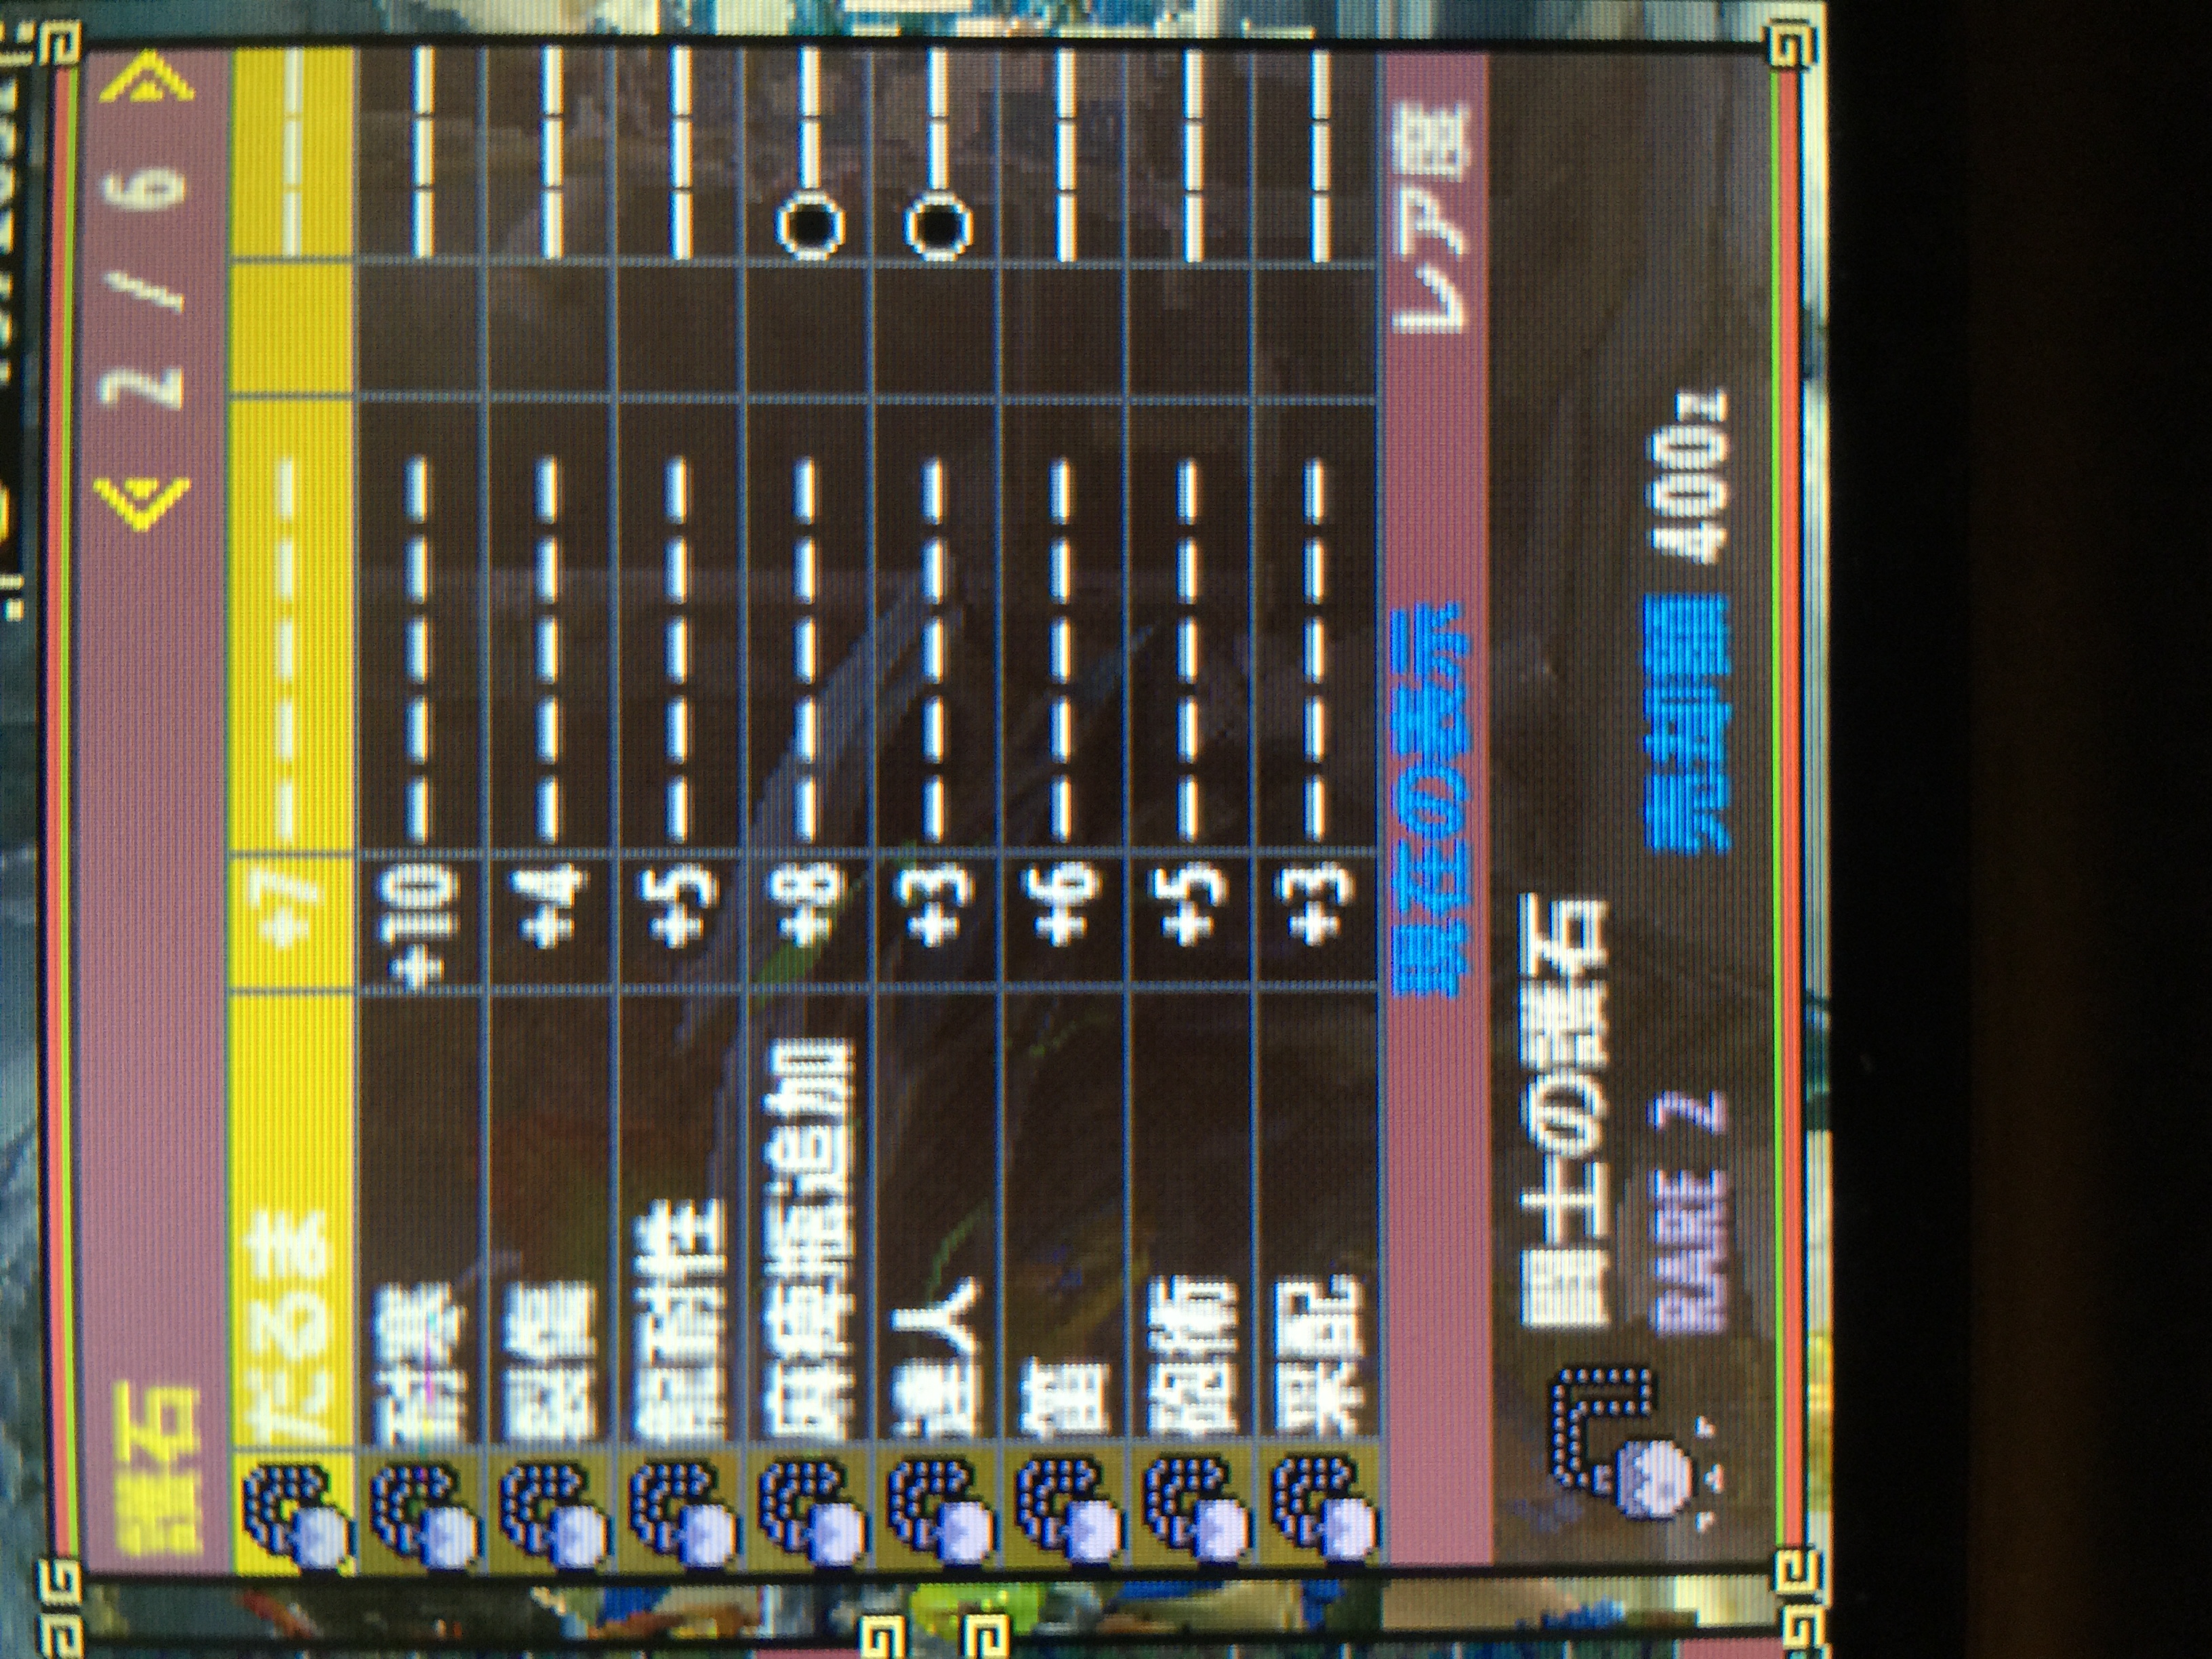 護石 2 / 6
だるま +7 ----- ---
耐寒 +10 ----- ---
裂傷 +4 ----- ---
龍耐性 +5 ----- ---
麻痺瓶追加 +8 ----- ○--
達人 +3 ----- ○--
笛 +6 ----- ---
砲術 +5 ----- ---
采配 +3 ----- ---
現在の表示 レア度
闘士の護石
RARE 2 売却額 400z